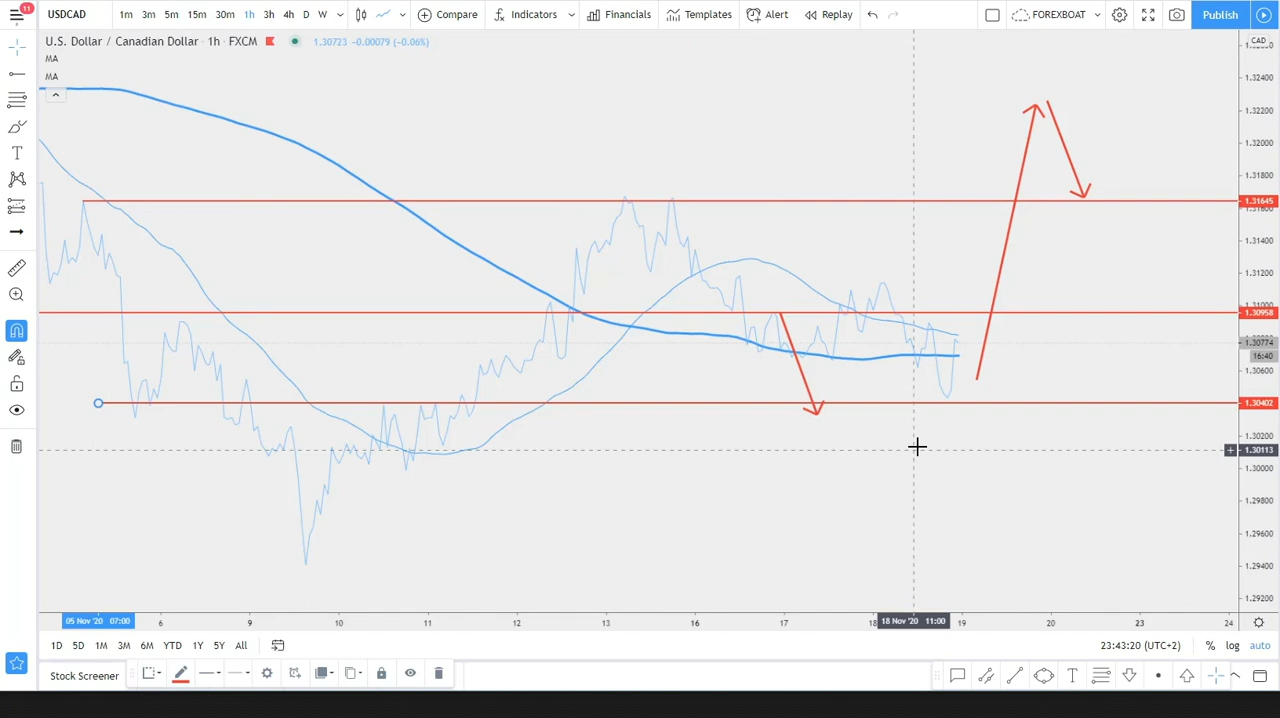 11
USDCAD 1m 3m 5m 15m 30m 1h 3h 4h D W Compare Indicators Financials Templates Alert Replay FOREXBOAT Publish
U.S. Dollar / Canadian Dollar · 1h · FXCM 1.30723 -0.00079 (-0.06%)
CAD
MA
MA
1.32400
1.32200
1.32000
1.31800
1.31645
1.31400
1.31200
1.30958
1.30774
16:40
1.30600
1.30402
1.30200
1.30113
1.30000
1.29800
1.29600
1.29400
1.29200
05 Nov '20 07:00 6 9 10 11 12 13 16 17 18 18 Nov '20 11:00 19 20 23 24
1D 5D 1M 3M 6M YTD 1Y 5Y All 23:43:20 (UTC+2) % log auto
Stock Screener